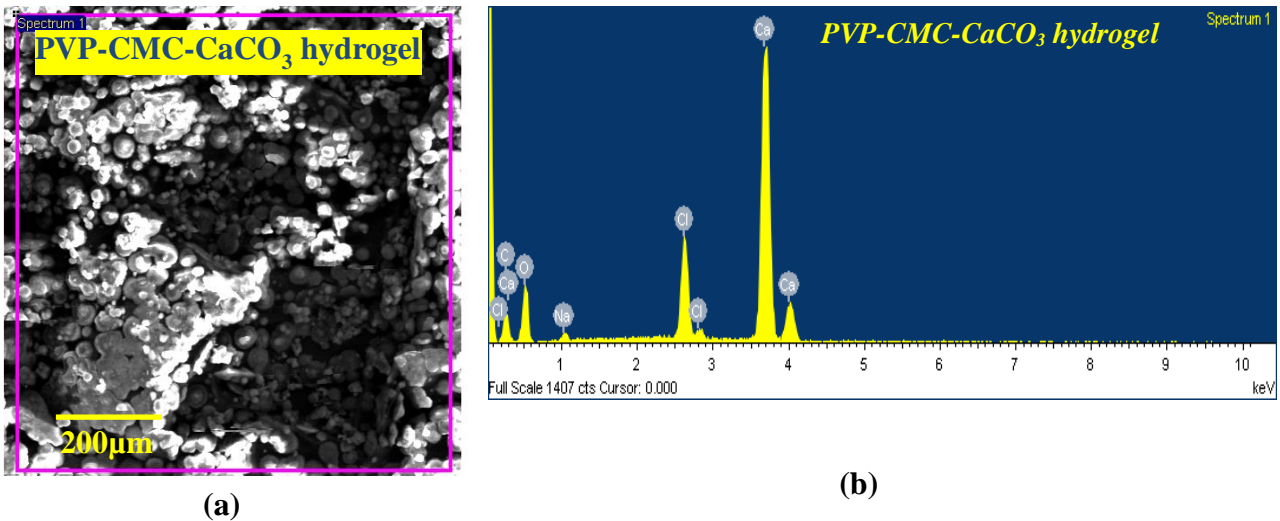 Spectrum 1
PVP-CMC-CaCO₃ hydrogel
200µm
(a)
Spectrum 1
PVP-CMC-CaCO₃ hydrogel
Ca
Cl
C
O
Ca
Cl
Na
Cl
Ca
1 2 3 4 5 6 7 8 9 10
Full Scale 1407 cts Cursor: 0.000 keV
(b)